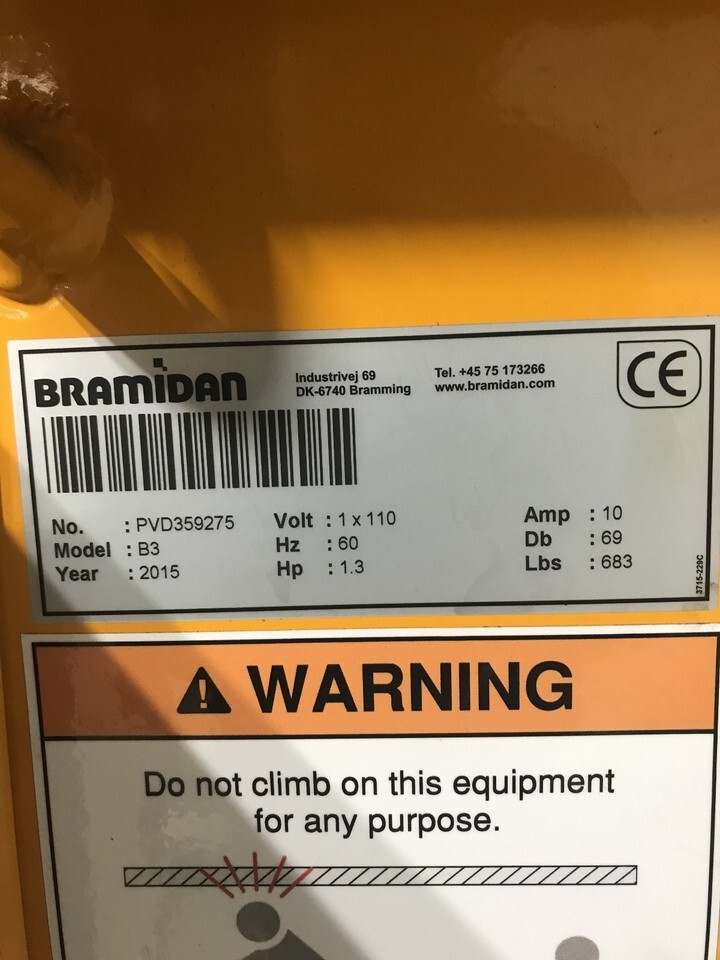 BRAMIDAN
Industrivej 69
DK-6740 Bramming
Tel. +45 75 173266
www.bramidan.com
CE
No. : PVD359275
Model : B3
Year : 2015
Volt : 1 x 110
Hz : 60
Hp : 1.3
Amp : 10
Db : 69
Lbs : 683
3715-229C
WARNING
Do not climb on this equipment
for any purpose.